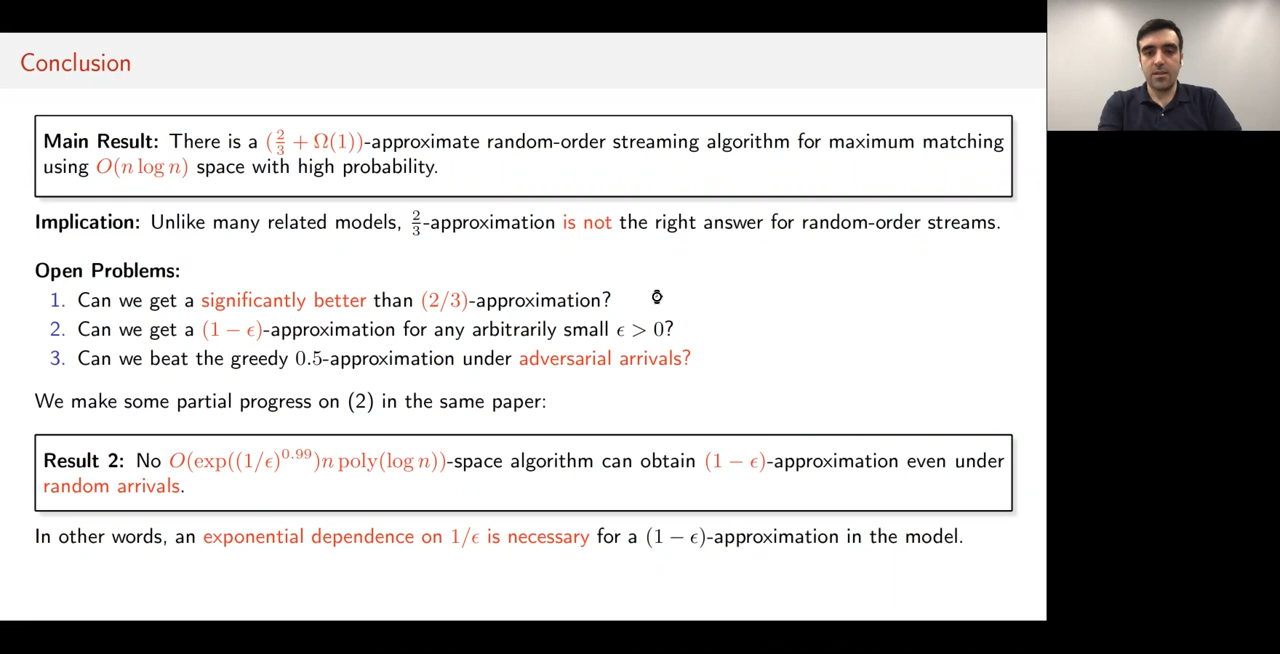 Conclusion
Main Result: There is a (2/3 + Ω(1))-approximate random-order streaming algorithm for maximum matching
using O(n log n) space with high probability.
Implication: Unlike many related models, 2/3-approximation is not the right answer for random-order streams.
Open Problems:
1. Can we get a significantly better than (2/3)-approximation?
2. Can we get a (1 − ϵ)-approximation for any arbitrarily small ϵ > 0?
3. Can we beat the greedy 0.5-approximation under adversarial arrivals?
We make some partial progress on (2) in the same paper:
Result 2: No O(exp((1/ϵ)^0.99)n poly(log n))-space algorithm can obtain (1 − ϵ)-approximation even under
random arrivals.
In other words, an exponential dependence on 1/ϵ is necessary for a (1 − ϵ)-approximation in the model.